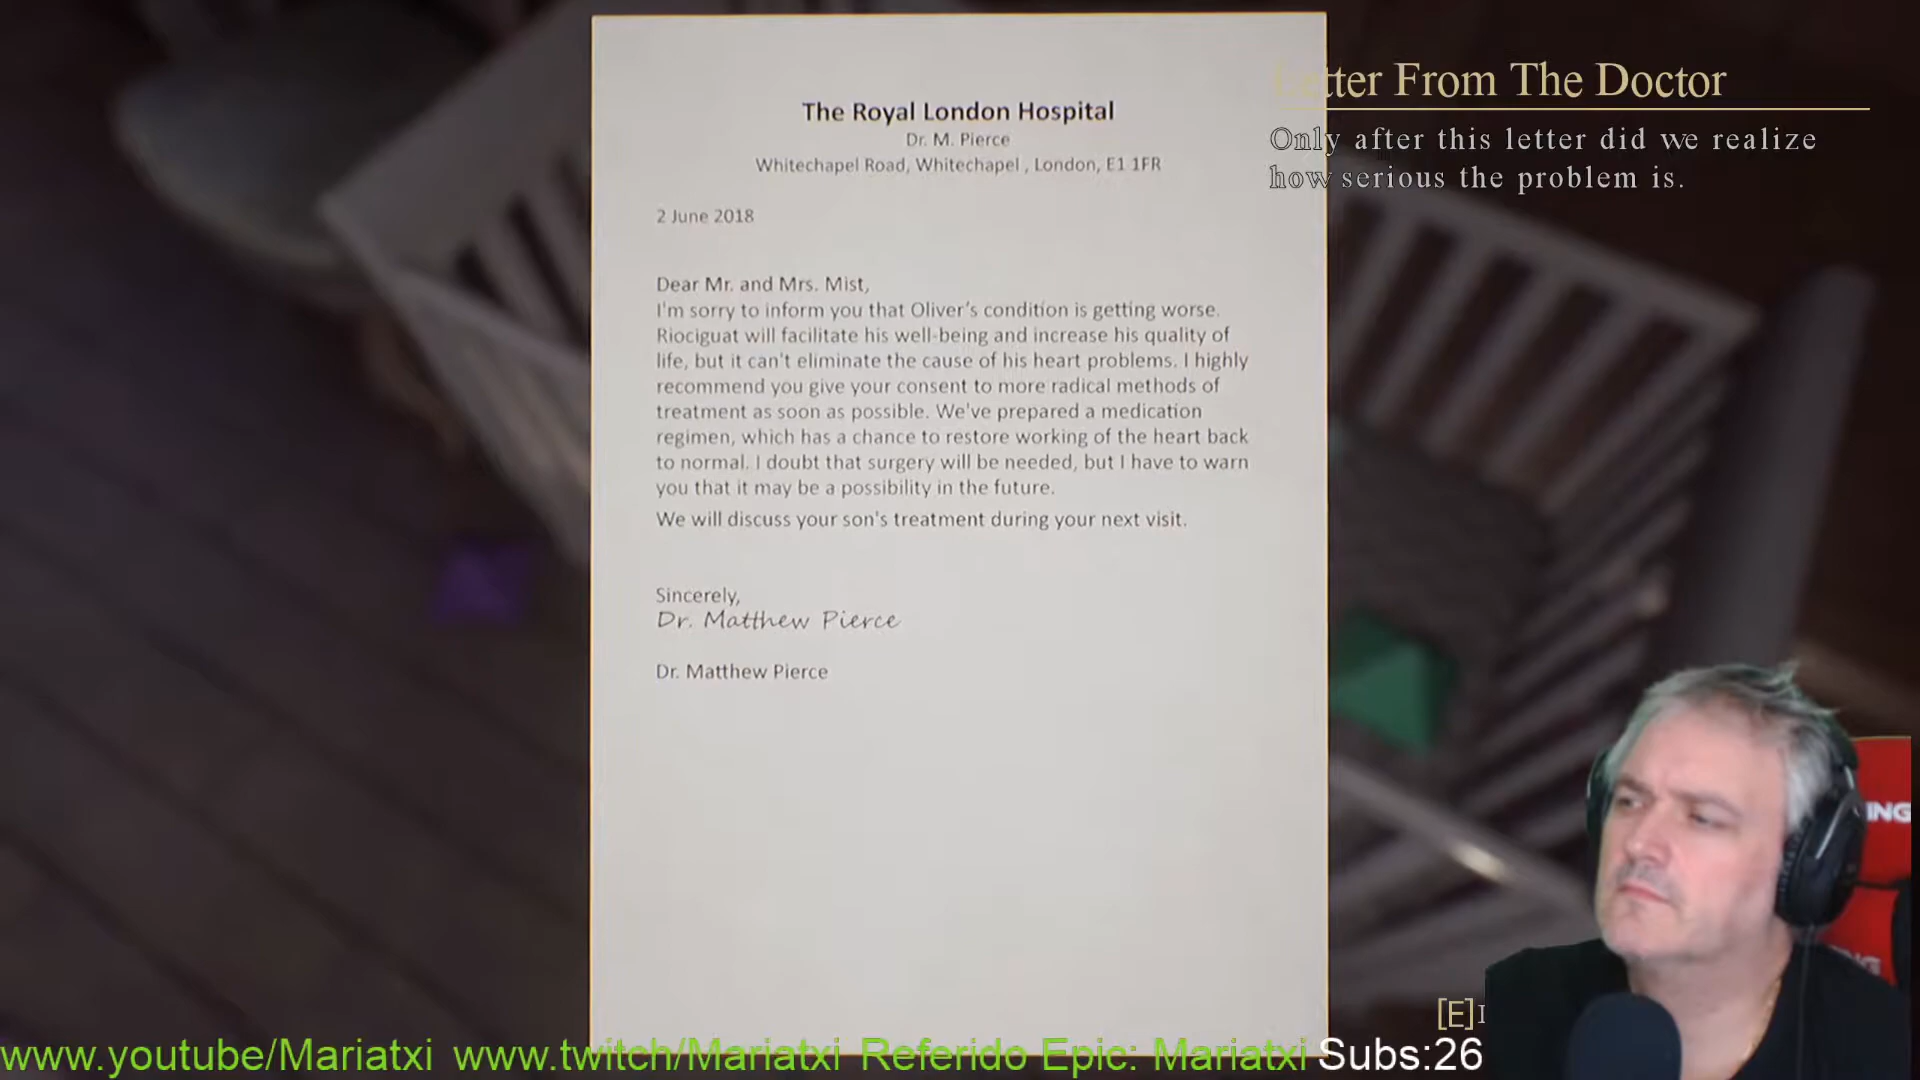 The Royal London Hospital
Dr. M. Pierce
Whitechapel Road, Whitechapel , London, E1 1FR
2 June 2018
Dear Mr. and Mrs. Mist,
I'm sorry to inform you that Oliver's condition is getting worse.
Riociguat will facilitate his well-being and increase his quality of
life, but it can't eliminate the cause of his heart problems. I highly
recommend you give your consent to more radical methods of
treatment as soon as possible. We've prepared a medication
regimen, which has a chance to restore working of the heart back
to normal. I doubt that surgery will be needed, but I have to warn
you that it may be a possibility in the future.
We will discuss your son's treatment during your next visit.
Sincerely,
Dr. Matthew Pierce
Dr. Matthew Pierce
Letter From The Doctor
Only after this letter did we realize
how serious the problem is.
[E]
www.youtube/Mariatxi www.twitch/Mariatxi Referido Epic: Mariatxi Subs:26